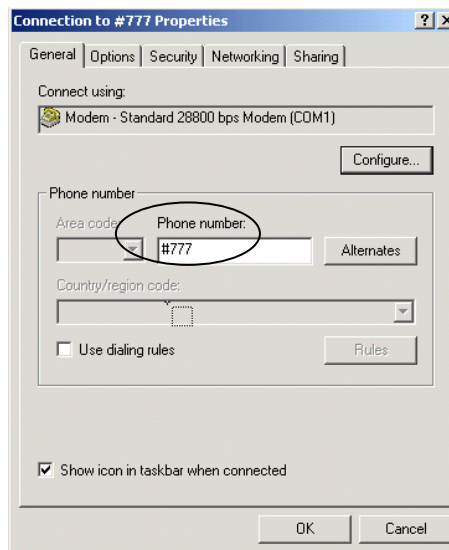 Connection to #777 Properties
General Options Security Networking Sharing
Connect using:
Modem - Standard 28800 bps Modem (COM1)
Configure...
Phone number
Area code: Phone number:
#777 Alternates
Country/region code:
Use dialing rules Rules
Show icon in taskbar when connected
OK Cancel